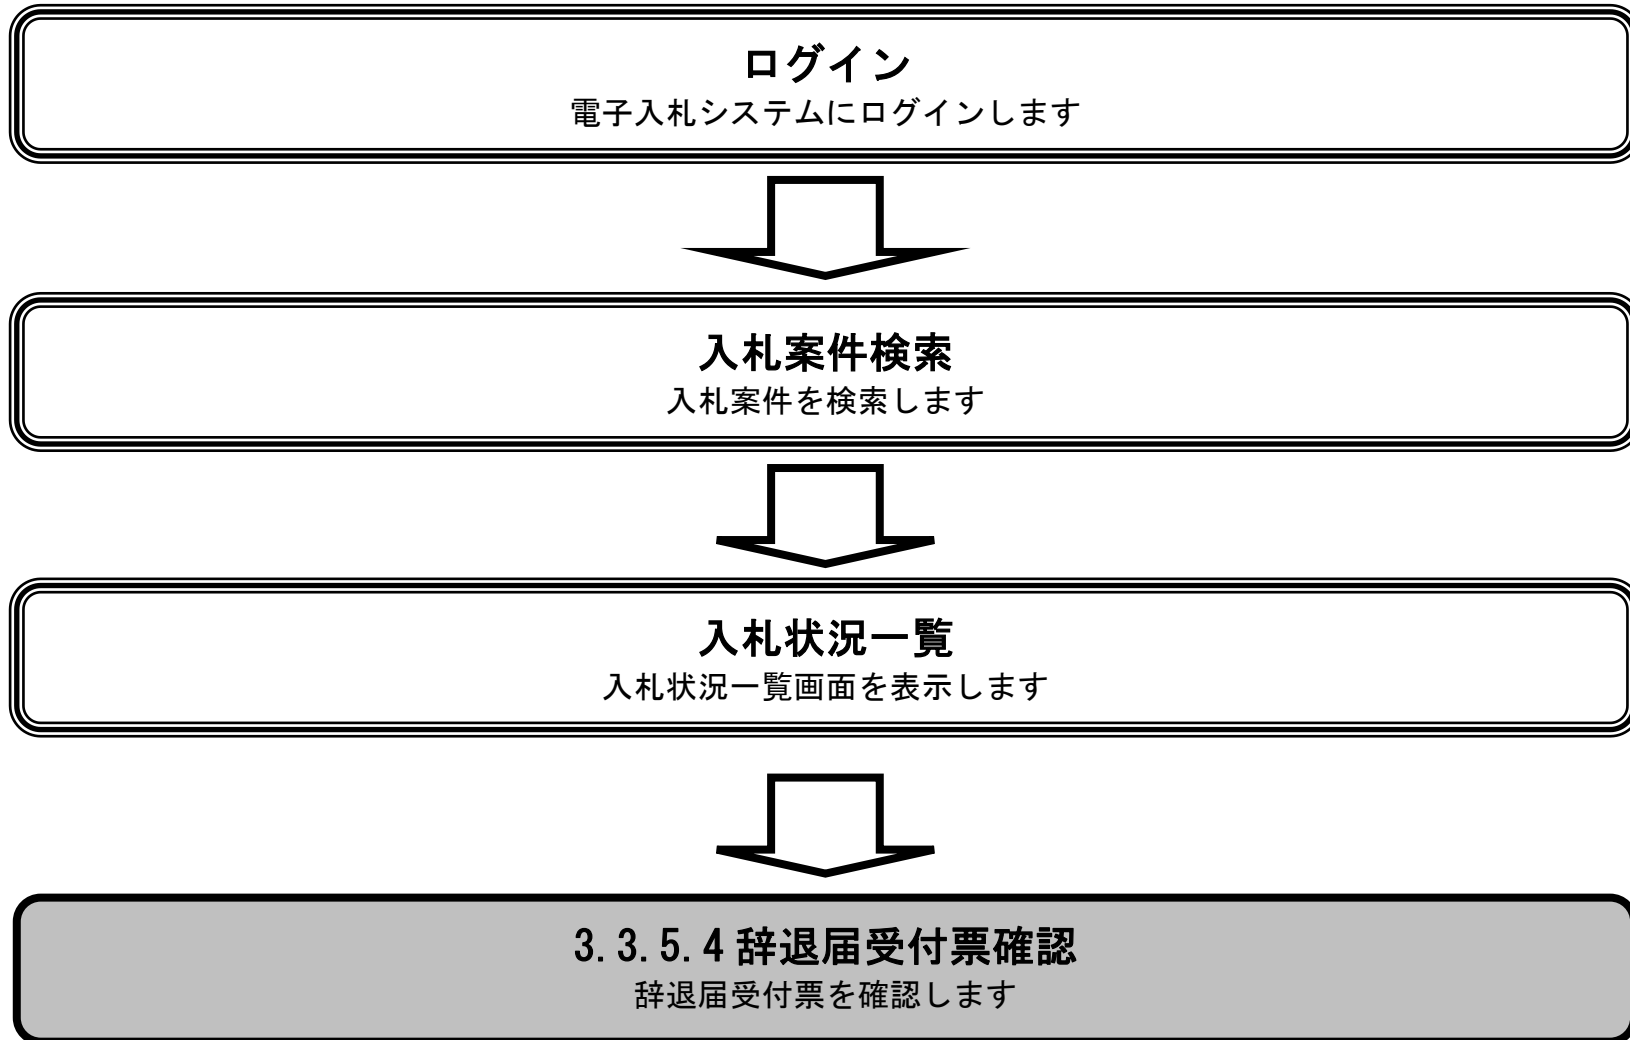 ログイン
電子入札システムにログインします
入札案件検索
入札案件を検索します
入札状況一覧
入札状況一覧画面を表示します
3.3.5.4辞退届受付票確認
辞退届受付票を確認します